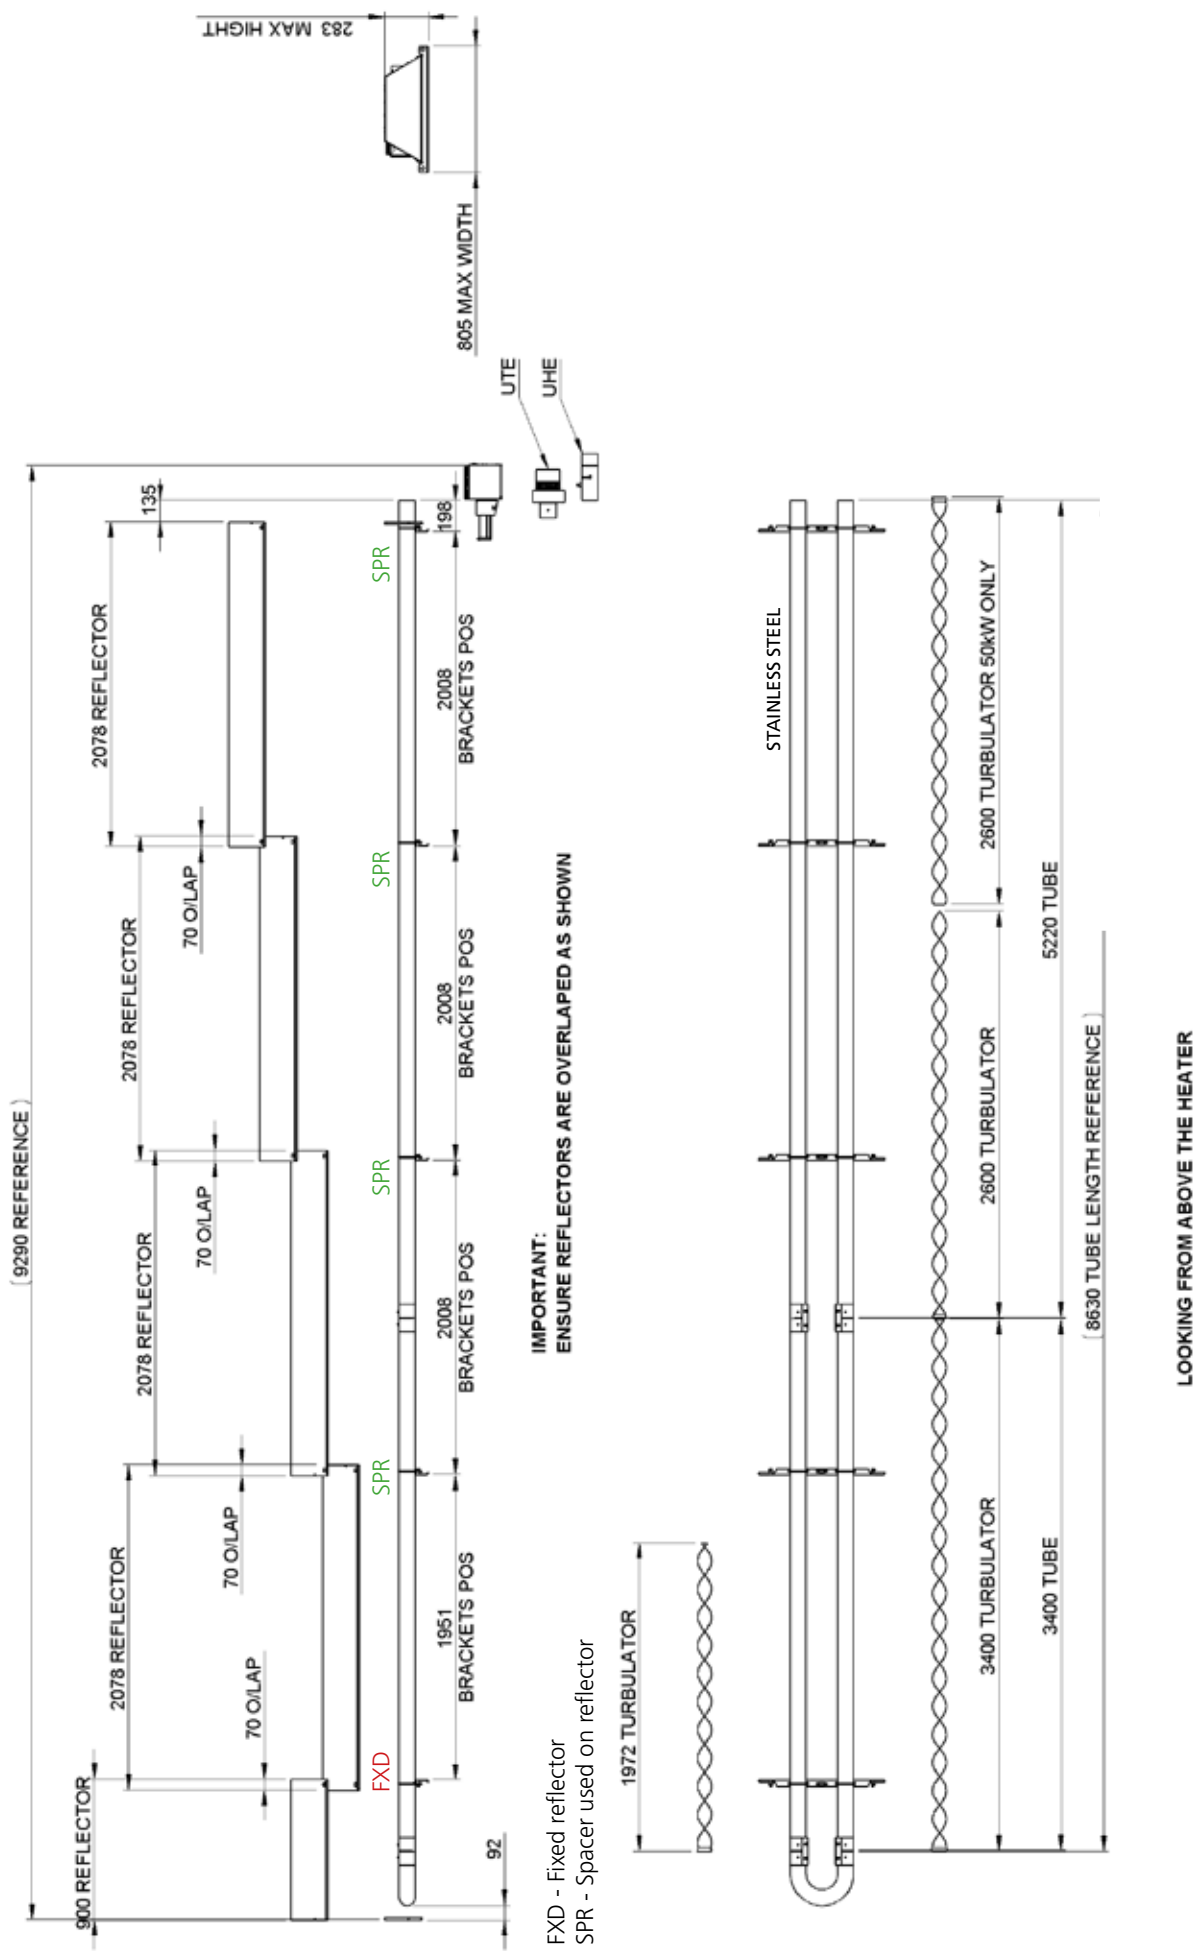 [9290 REFERENCE]
900 REFLECTOR
2078 REFLECTOR
2078 REFLECTOR
2078 REFLECTOR
2078 REFLECTOR
135
70 O/LAP
70 O/LAP
70 O/LAP
70 O/LAP
283 MAX HIGHT
805 MAX WIDTH
FXD
SPR
SPR
SPR
SPR
92
1951
BRACKETS POS
2008
BRACKETS POS
2008
BRACKETS POS
2008
BRACKETS POS
198
UTE
UHE
IMPORTANT:
ENSURE REFLECTORS ARE OVERLAPED AS SHOWN
FXD - Fixed reflector
SPR - Spacer used on reflector
1972 TURBULATOR
STAINLESS STEEL
3400 TURBULATOR
2600 TURBULATOR
2600 TURBULATOR 50kW ONLY
3400 TUBE
5220 TUBE
[8630 TUBE LENGTH REFERENCE]
LOOKING FROM ABOVE THE HEATER